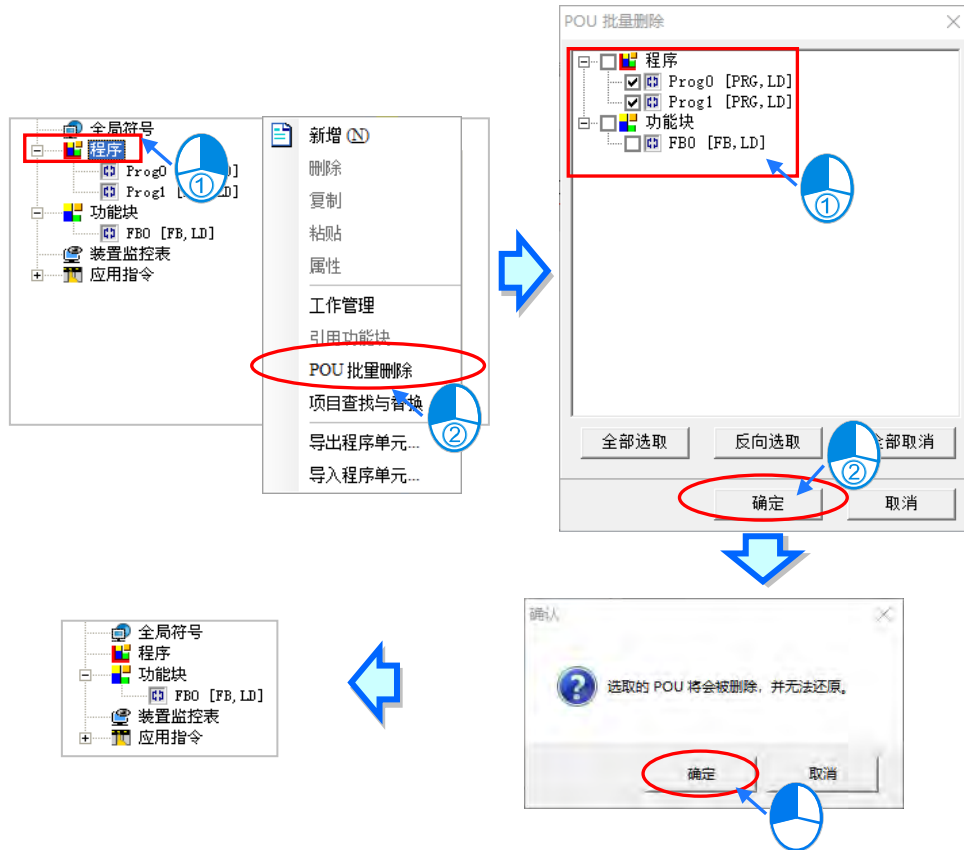 全局符号
程序
Prog0
Prog1 [
功能块
FB0 [FB,LD]
装置监控表
应用指令
①
新增 (N)
删除
复制
粘贴
属性
工作管理
引用功能块
POU 批量删除
项目查找与替换
导出程序单元...
导入程序单元...
②
POU 批量删除
程序
Prog0 [PRG,LD]
Prog1 [PRG,LD]
功能块
FB0 [FB,LD]
①
全部选取 反向选取 全部取消
②
确定 取消
确认
选取的 POU 将会被删除，并无法还原。
确定 取消
全局符号
程序
功能块
FB0 [FB,LD]
装置监控表
应用指令